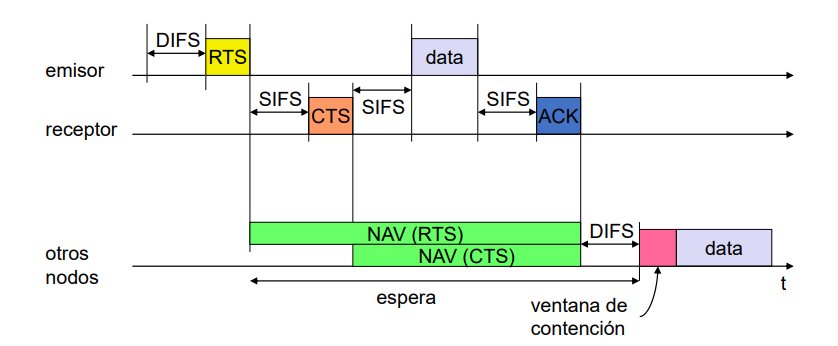 DIFS
RTS
data
emisor
SIFS
SIFS
SIFS
CTS
ACK
receptor
NAV (RTS)
DIFS
NAV (CTS)
data
otros
nodos
t
espera
ventana de
contención